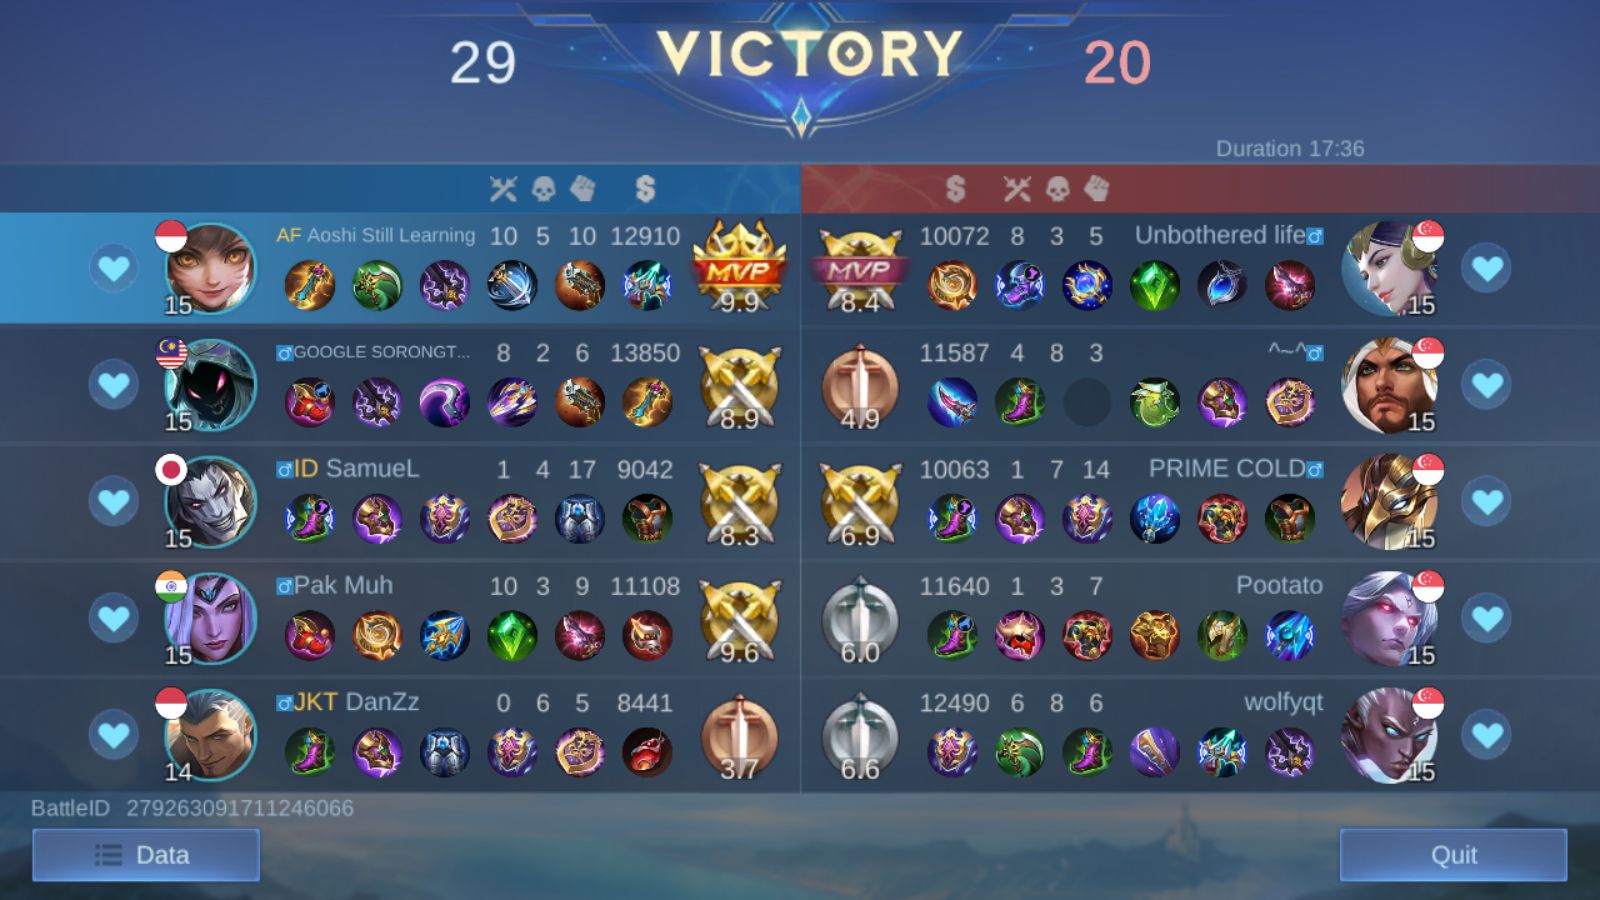 29 VICTORY 20
Duration 17:36
AF Aoshi Still Learning 10 5 10 12910 MVP 9.9 15
MVP 8.4 10072 8 3 5 Unbothered life 15
GOOGLE SORONGT... 8 2 6 13850 8.9 15
4.9 11587 4 8 3 ^~^ 15
ID SamueL 1 4 17 9042 8.3 15
6.9 10063 1 7 14 PRIME COLD 15
Pak Muh 10 3 9 11108 9.6 15
6.0 11640 1 3 7 Pootato 15
JKT DanZz 0 6 5 8441 3.7 14
6.6 12490 6 8 6 wolfyqt 15
BattleID 279263091711246066
Data
Quit